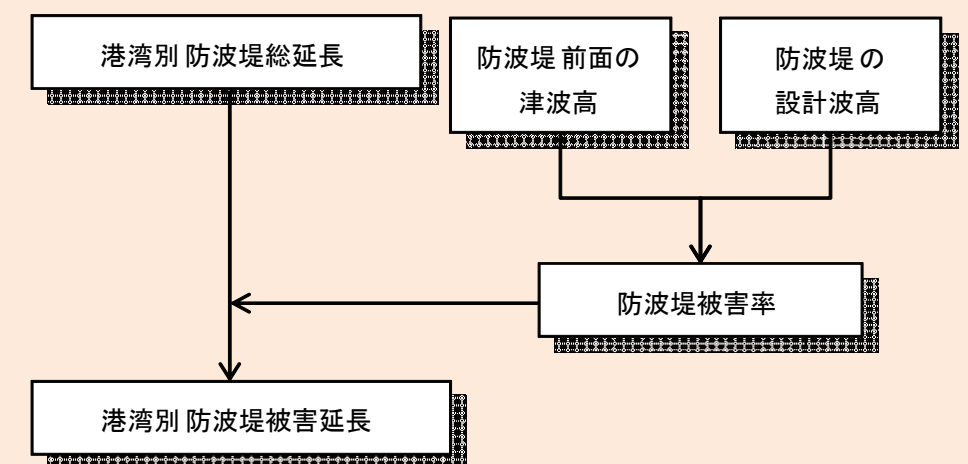 港湾別 防波堤総延長
防波堤 前面の
津波高
防波堤 の
設計波高
防波堤被害率
港湾別 防波堤被害延長